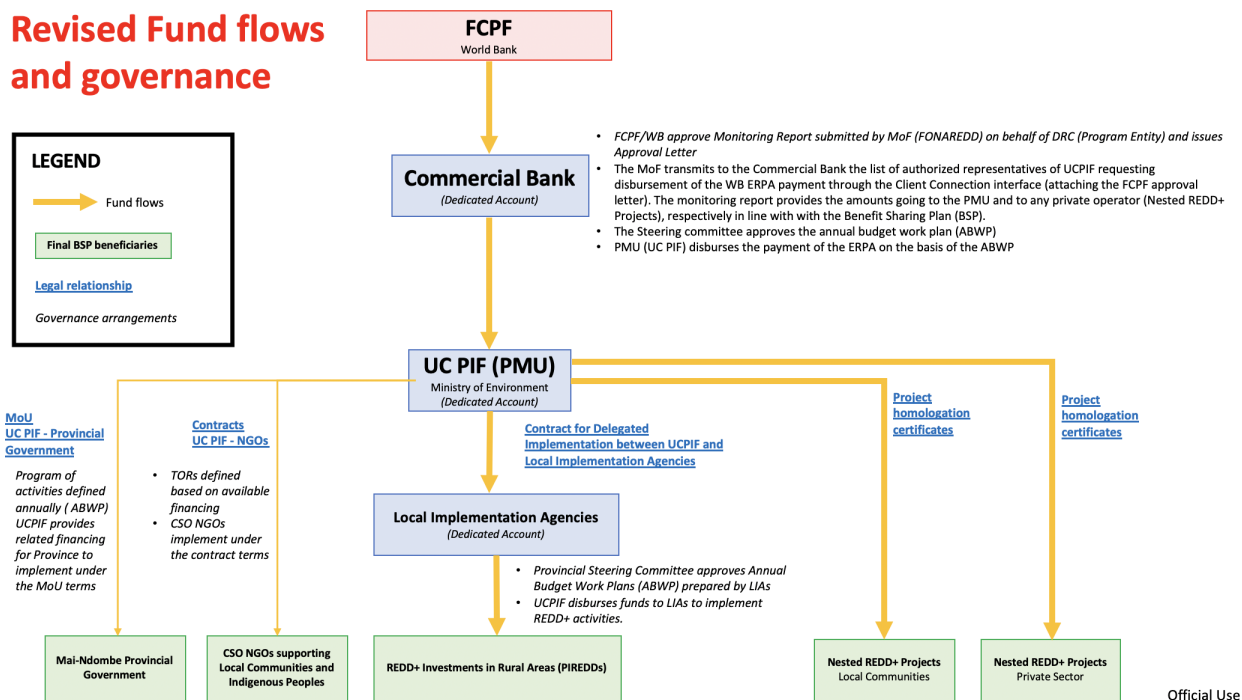 Revised Fund flows
and governance
FCPF
World Bank
LEGEND
Fund flows
Final BSP beneficiaries
Legal relationship
Governance arrangements
Commercial Bank
(Dedicated Account)
• FCPF/WB approve Monitoring Report submitted by MoF (FONAREDD) on behalf of DRC (Program Entity) and issues
Approval Letter
• The MoF transmits to the Commercial Bank the list of authorized representatives of UCPIF requesting
disbursement of the WB ERPA payment through the Client Connection interface (attaching the FCPF approval
letter). The monitoring report provides the amounts going to the PMU and to any private operator (Nested REDD+
Projects), respectively in line with with the Benefit Sharing Plan (BSP).
• The Steering committee approves the annual budget work plan (ABWP)
• PMU (UC PIF) disburses the payment of the ERPA on the basis of the ABWP
UC PIF (PMU)
Ministry of Environment
(Dedicated Account)
MoU
UC PIF - Provincial
Government
Program of
activities defined
annually ( ABWP)
UCPIF provides
related financing
for Province to
implement under
the MoU terms
Contracts
UC PIF - NGOs
• TORs defined
based on available
financing
• CSO NGOs
implement under
the contract terms
Contract for Delegated
Implementation between UCPIF and
Local Implementation Agencies
Project
homologation
certificates
Project
homologation
certificates
Local Implementation Agencies
(Dedicated Account)
• Provincial Steering Committee approves Annual
Budget Work Plans (ABWP) prepared by LIAs
• UCPIF disburses funds to LIAs to implement
REDD+ activities.
Mai-Ndombe Provincial
Government
CSO NGOs supporting
Local Communities and
Indigenous Peoples
REDD+ Investments in Rural Areas (PIREDDs)
Nested REDD+ Projects
Local Communities
Nested REDD+ Projects
Private Sector
Official Use